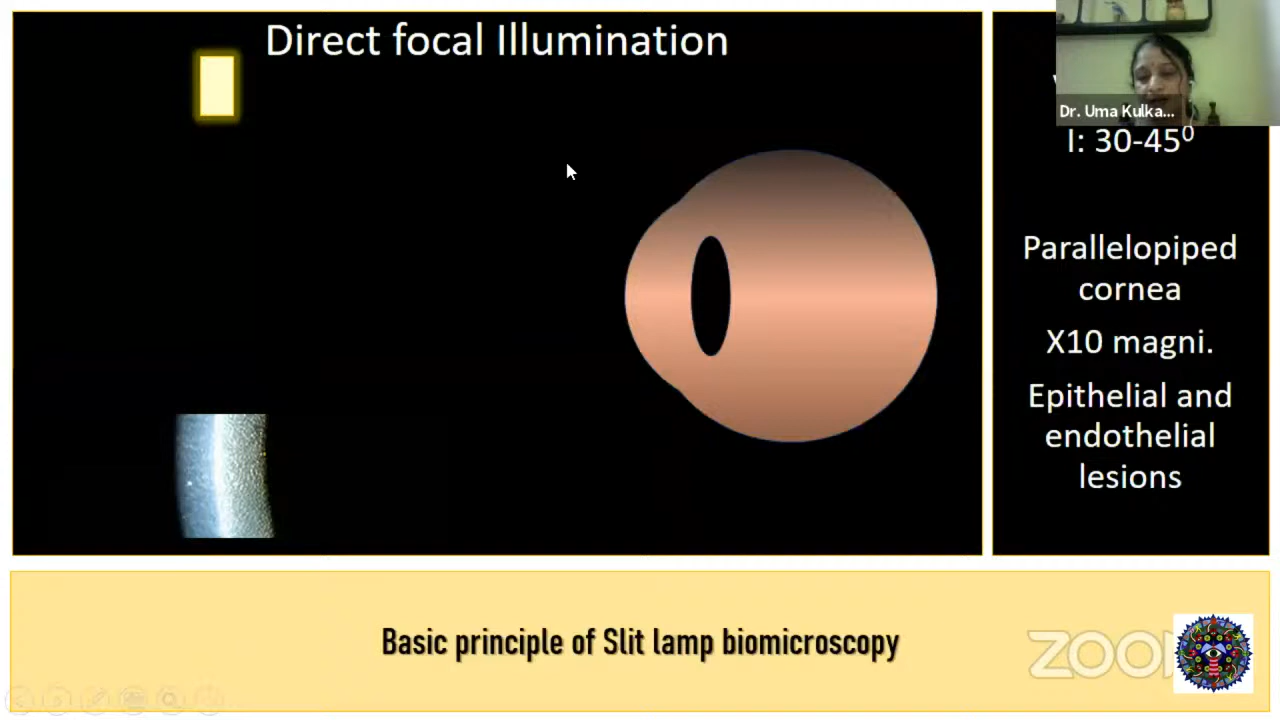 Direct focal Illumination
Dr. Uma Kulka...
I: 30-45⁰
Parallelopiped
cornea
X10 magni.
Epithelial and
endothelial
lesions
Basic principle of Slit lamp biomicroscopy